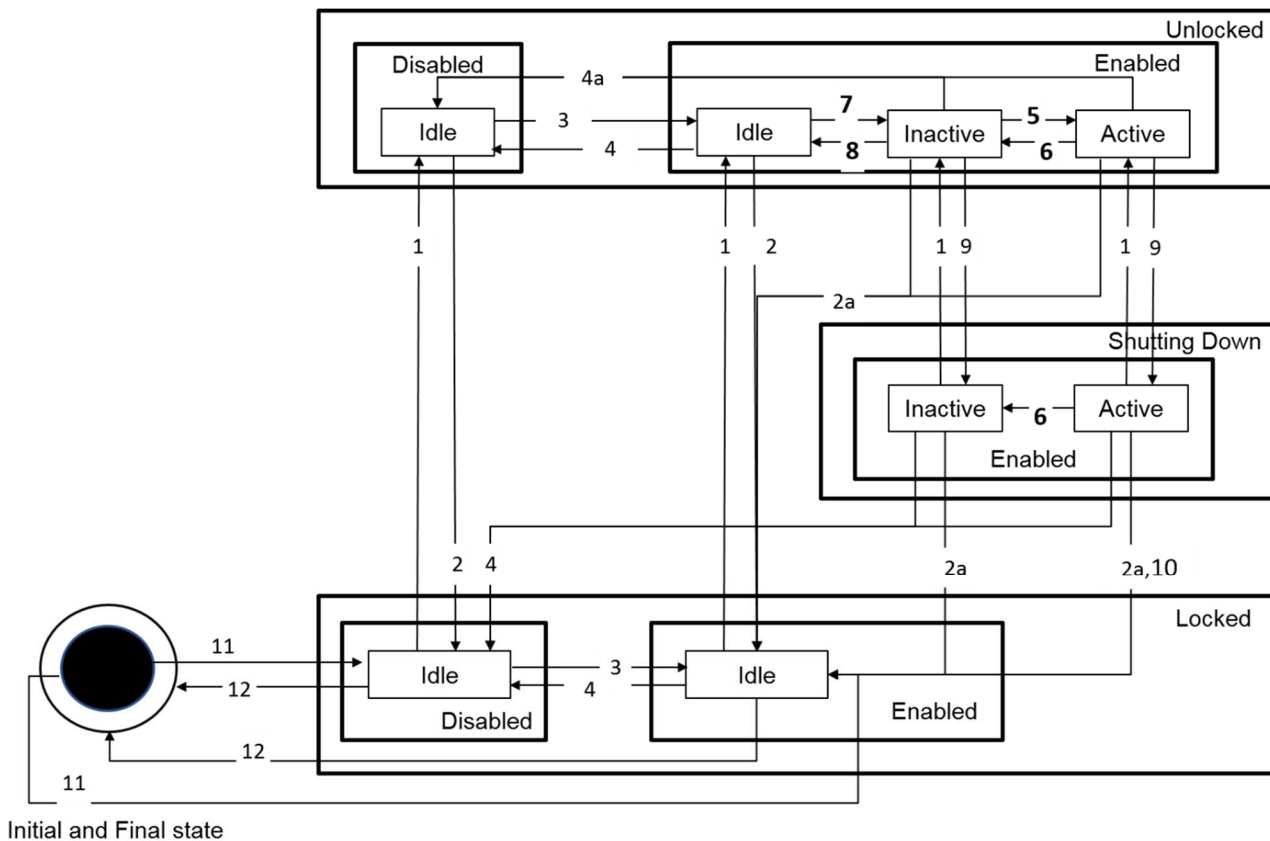 Unlocked
Disabled
Enabled
4a
Idle
3
4
Idle
7
8
Inactive
5
6
Active
1
1
2
1
9
1
9
2a
Shutting Down
Inactive
6
Active
Enabled
2
4
2a
2a,10
Locked
11
12
Idle
3
4
Idle
Disabled
Enabled
12
11
Initial and Final state